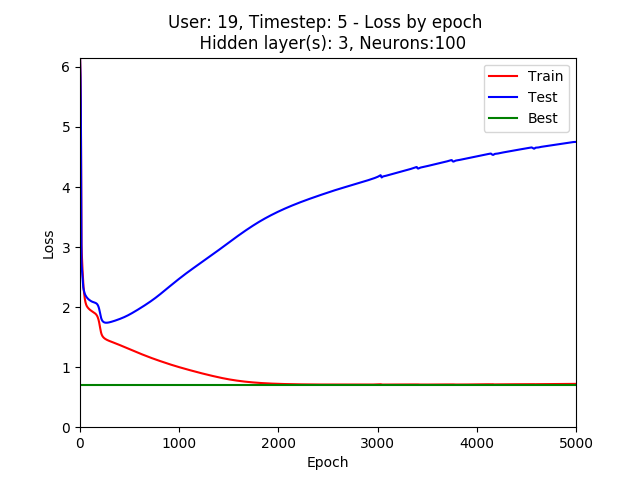 User: 19, Timestep: 5 - Loss by epoch
Hidden layer(s): 3, Neurons:100
Train
Test
Best
Loss
6
5
4
3
2
1
0
0 1000 2000 3000 4000 5000
Epoch